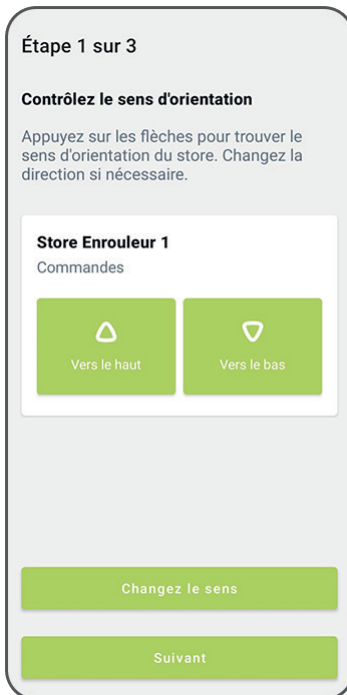 Étape 1 sur 3
Contrôlez le sens d'orientation
Appuyez sur les flèches pour trouver le
sens d'orientation du store. Changez la
direction si nécessaire.
Store Enrouleur 1
Commandes
Vers le haut
Vers le bas
Changez le sens
Suivant